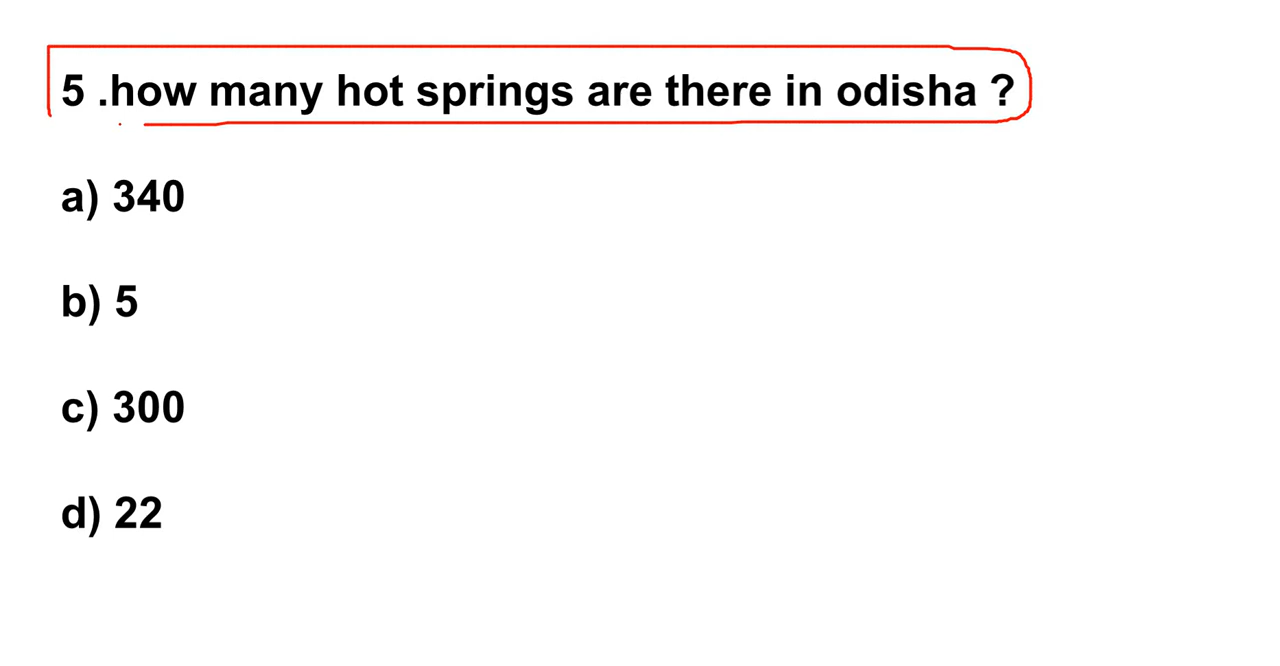 5 .how many hot springs are there in odisha ?
a) 340
b) 5
c) 300
d) 22